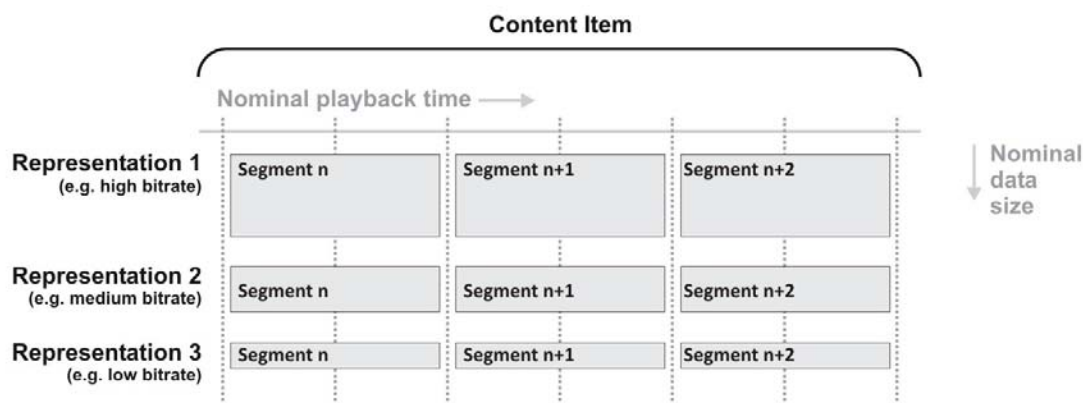 Content Item
Nominal playback time
Representation 1
(e.g. high bitrate)
Segment n
Segment n+1
Segment n+2
Nominal
data
size
Representation 2
(e.g. medium bitrate)
Segment n
Segment n+1
Segment n+2
Representation 3
(e.g. low bitrate)
Segment n
Segment n+1
Segment n+2